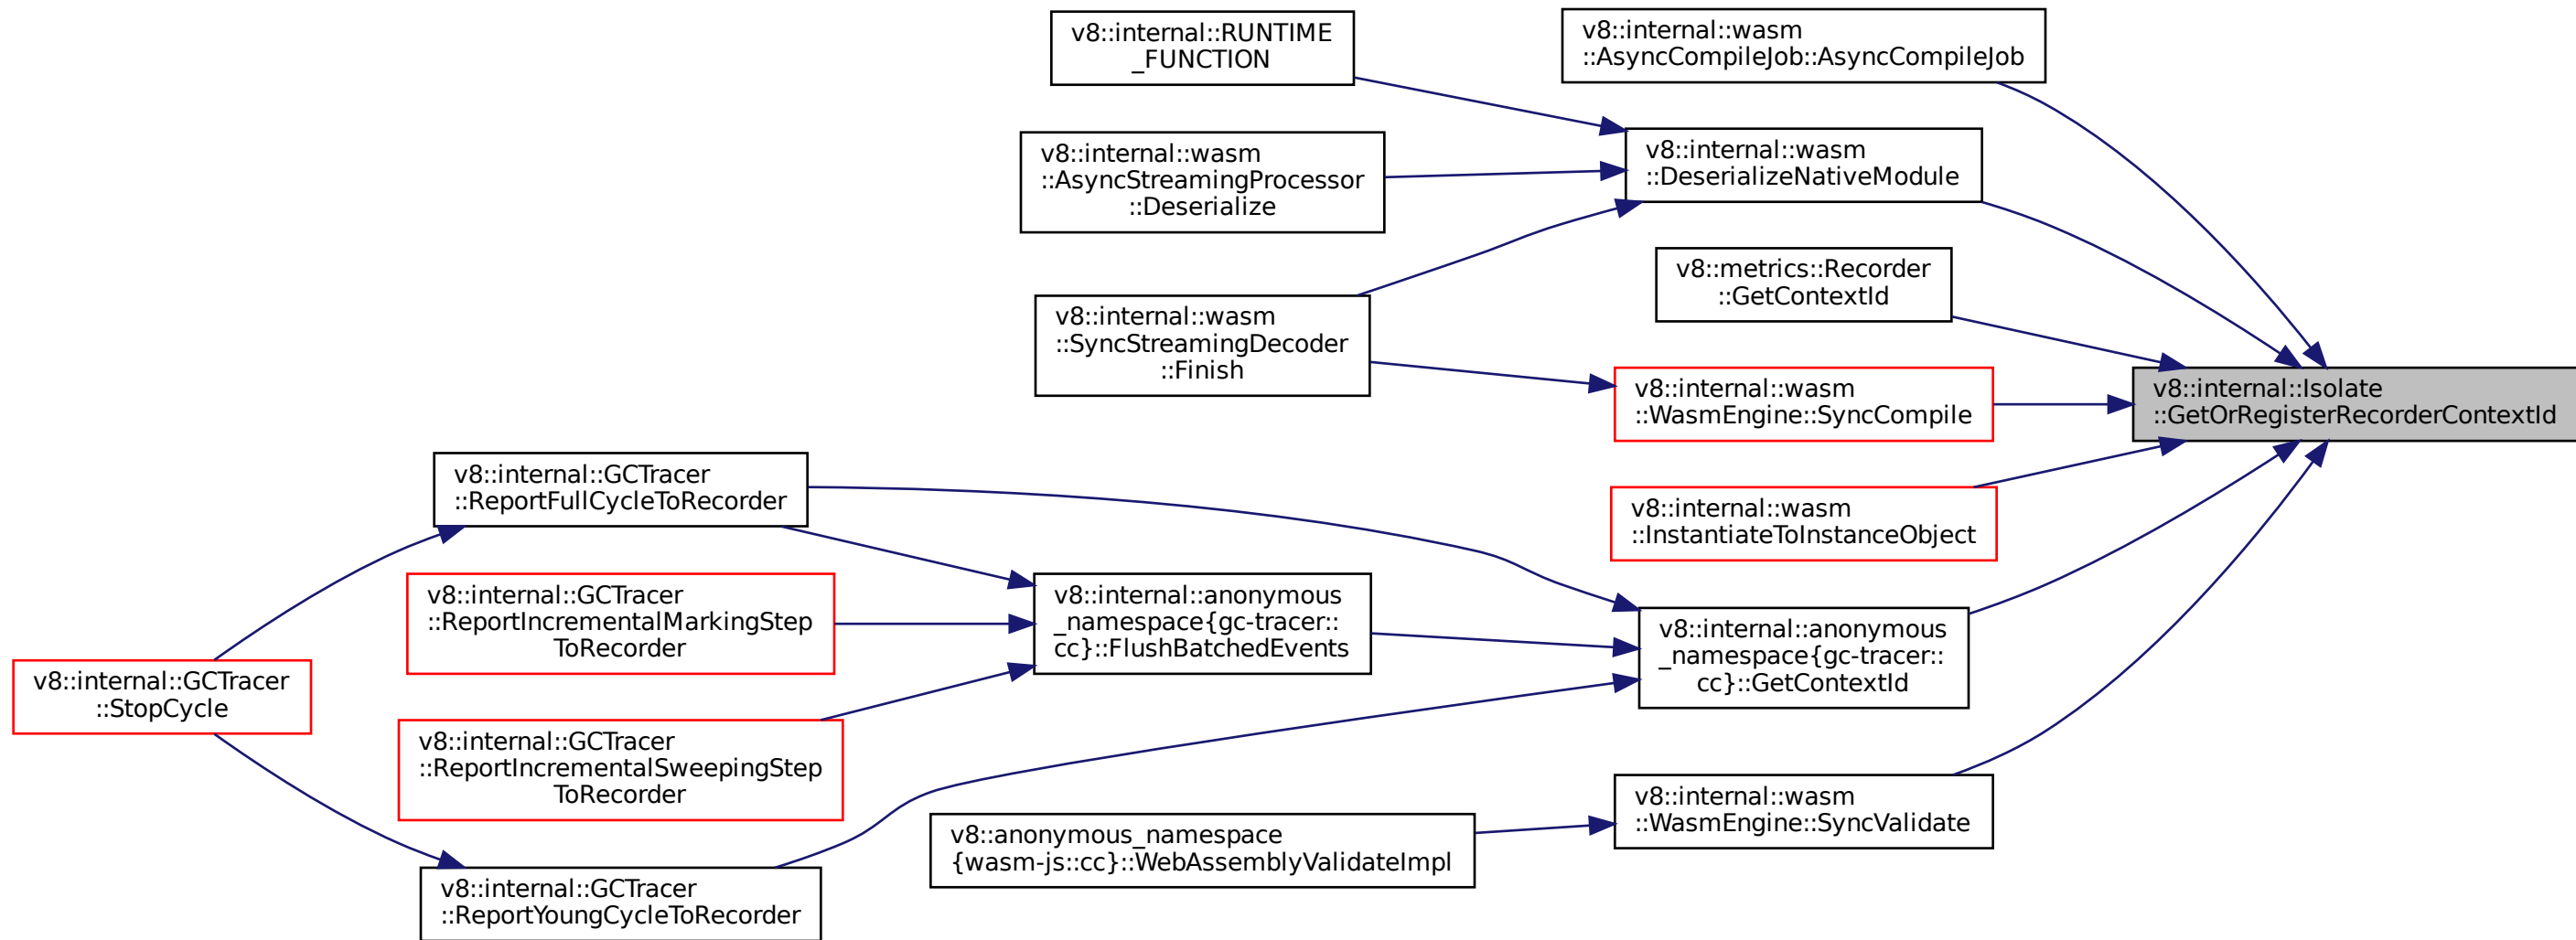 v8::internal::RUNTIME
_FUNCTION
v8::internal::wasm
::AsyncCompileJob::AsyncCompileJob
v8::internal::wasm
::AsyncStreamingProcessor
::Deserialize
v8::internal::wasm
::DeserializeNativeModule
v8::metrics::Recorder
::GetContextId
v8::internal::wasm
::SyncStreamingDecoder
::Finish
v8::internal::wasm
::WasmEngine::SyncCompile
v8::internal::Isolate
::GetOrRegisterRecorderContextId
v8::internal::GCTracer
::ReportFullCycleToRecorder
v8::internal::wasm
::InstantiateToInstanceObject
v8::internal::GCTracer
::ReportIncrementalMarkingStep
ToRecorder
v8::internal::anonymous
_namespace{gc-tracer::
cc}::FlushBatchedEvents
v8::internal::anonymous
_namespace{gc-tracer::
cc}::GetContextId
v8::internal::GCTracer
::StopCycle
v8::internal::GCTracer
::ReportIncrementalSweepingStep
ToRecorder
v8::internal::wasm
::WasmEngine::SyncValidate
v8::anonymous_namespace
{wasm-js::cc}::WebAssemblyValidateImpl
v8::internal::GCTracer
::ReportYoungCycleToRecorder